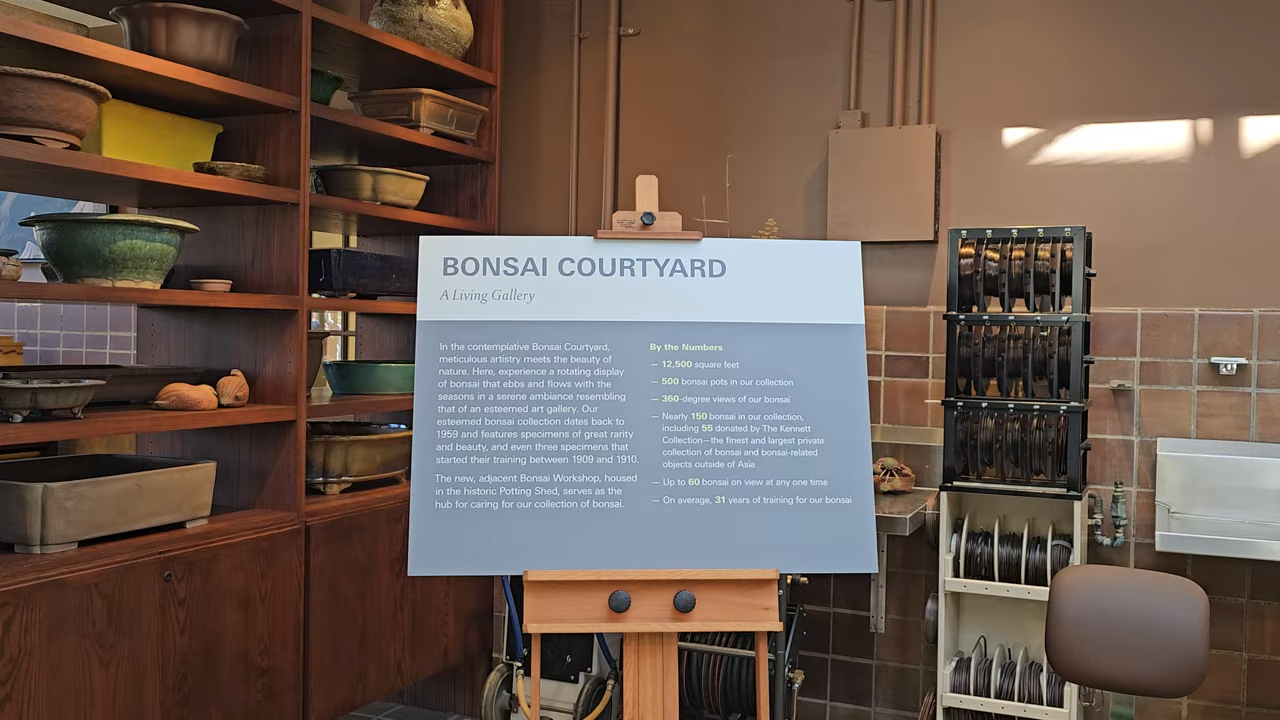 BONSAI COURTYARD
A Living Gallery
In the contemplative Bonsai Courtyard,
meticulous artistry meets the beauty of
nature. Here, experience a rotating display
of bonsai that ebbs and flows with the
seasons in a serene ambiance resembling
that of an esteemed art gallery. Our
esteemed bonsai collection dates back to
1959 and features specimens of great rarity
and beauty, and even three specimens that
started their training between 1909 and 1910.
The new, adjacent Bonsai Workshop, housed
in the historic Potting Shed, serves as the
hub for caring for our collection of bonsai.
By the Numbers
— 12,500 square feet
— 500 bonsai pots in our collection
— 360-degree views of our bonsai
— Nearly 150 bonsai in our collection,
including 55 donated by The Kennett
Collection—the finest and largest private
collection of bonsai and bonsai-related
objects outside of Asia
— Up to 60 bonsai on view at any one time
— On average, 31 years of training for our bonsai